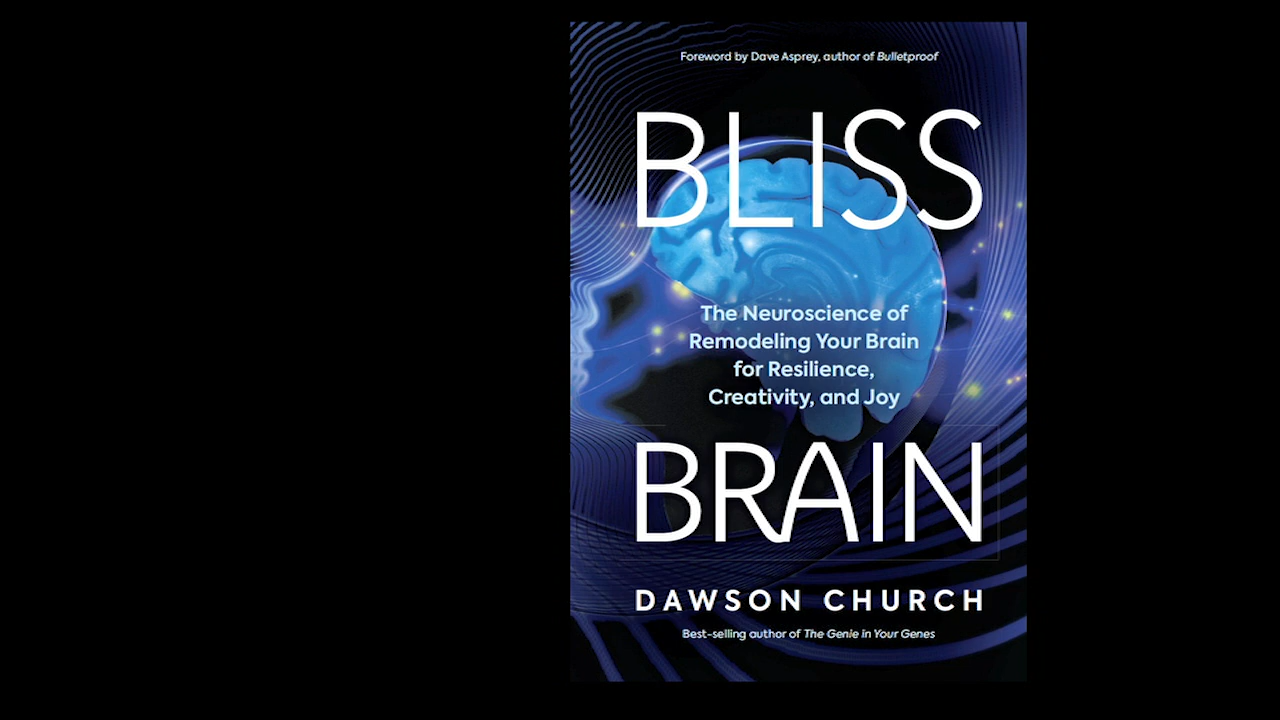 Foreword by Dave Asprey, author of Bulletproof
BLISS
The Neuroscience of
Remodeling Your Brain
for Resilience,
Creativity, and Joy
BRAIN
DAWSON CHURCH
Best-selling author of The Genie in Your Genes